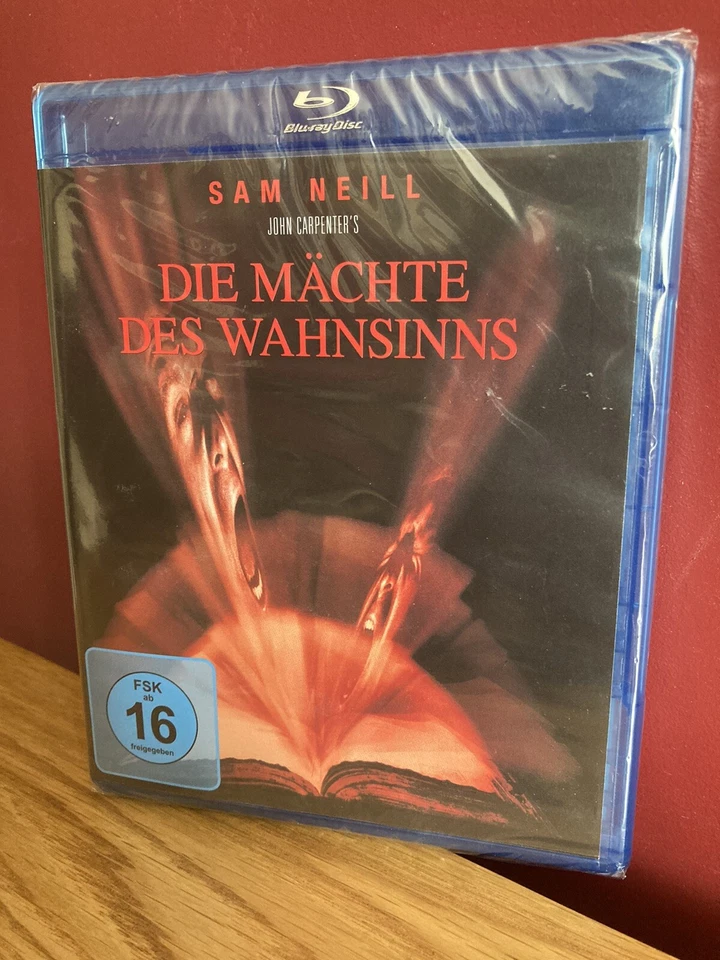 Blu-ray Disc
SAM NEILL
JOHN CARPENTER'S
DIE MÄCHTE
DES WAHNSINNS
FSK
ab
16
freigegeben